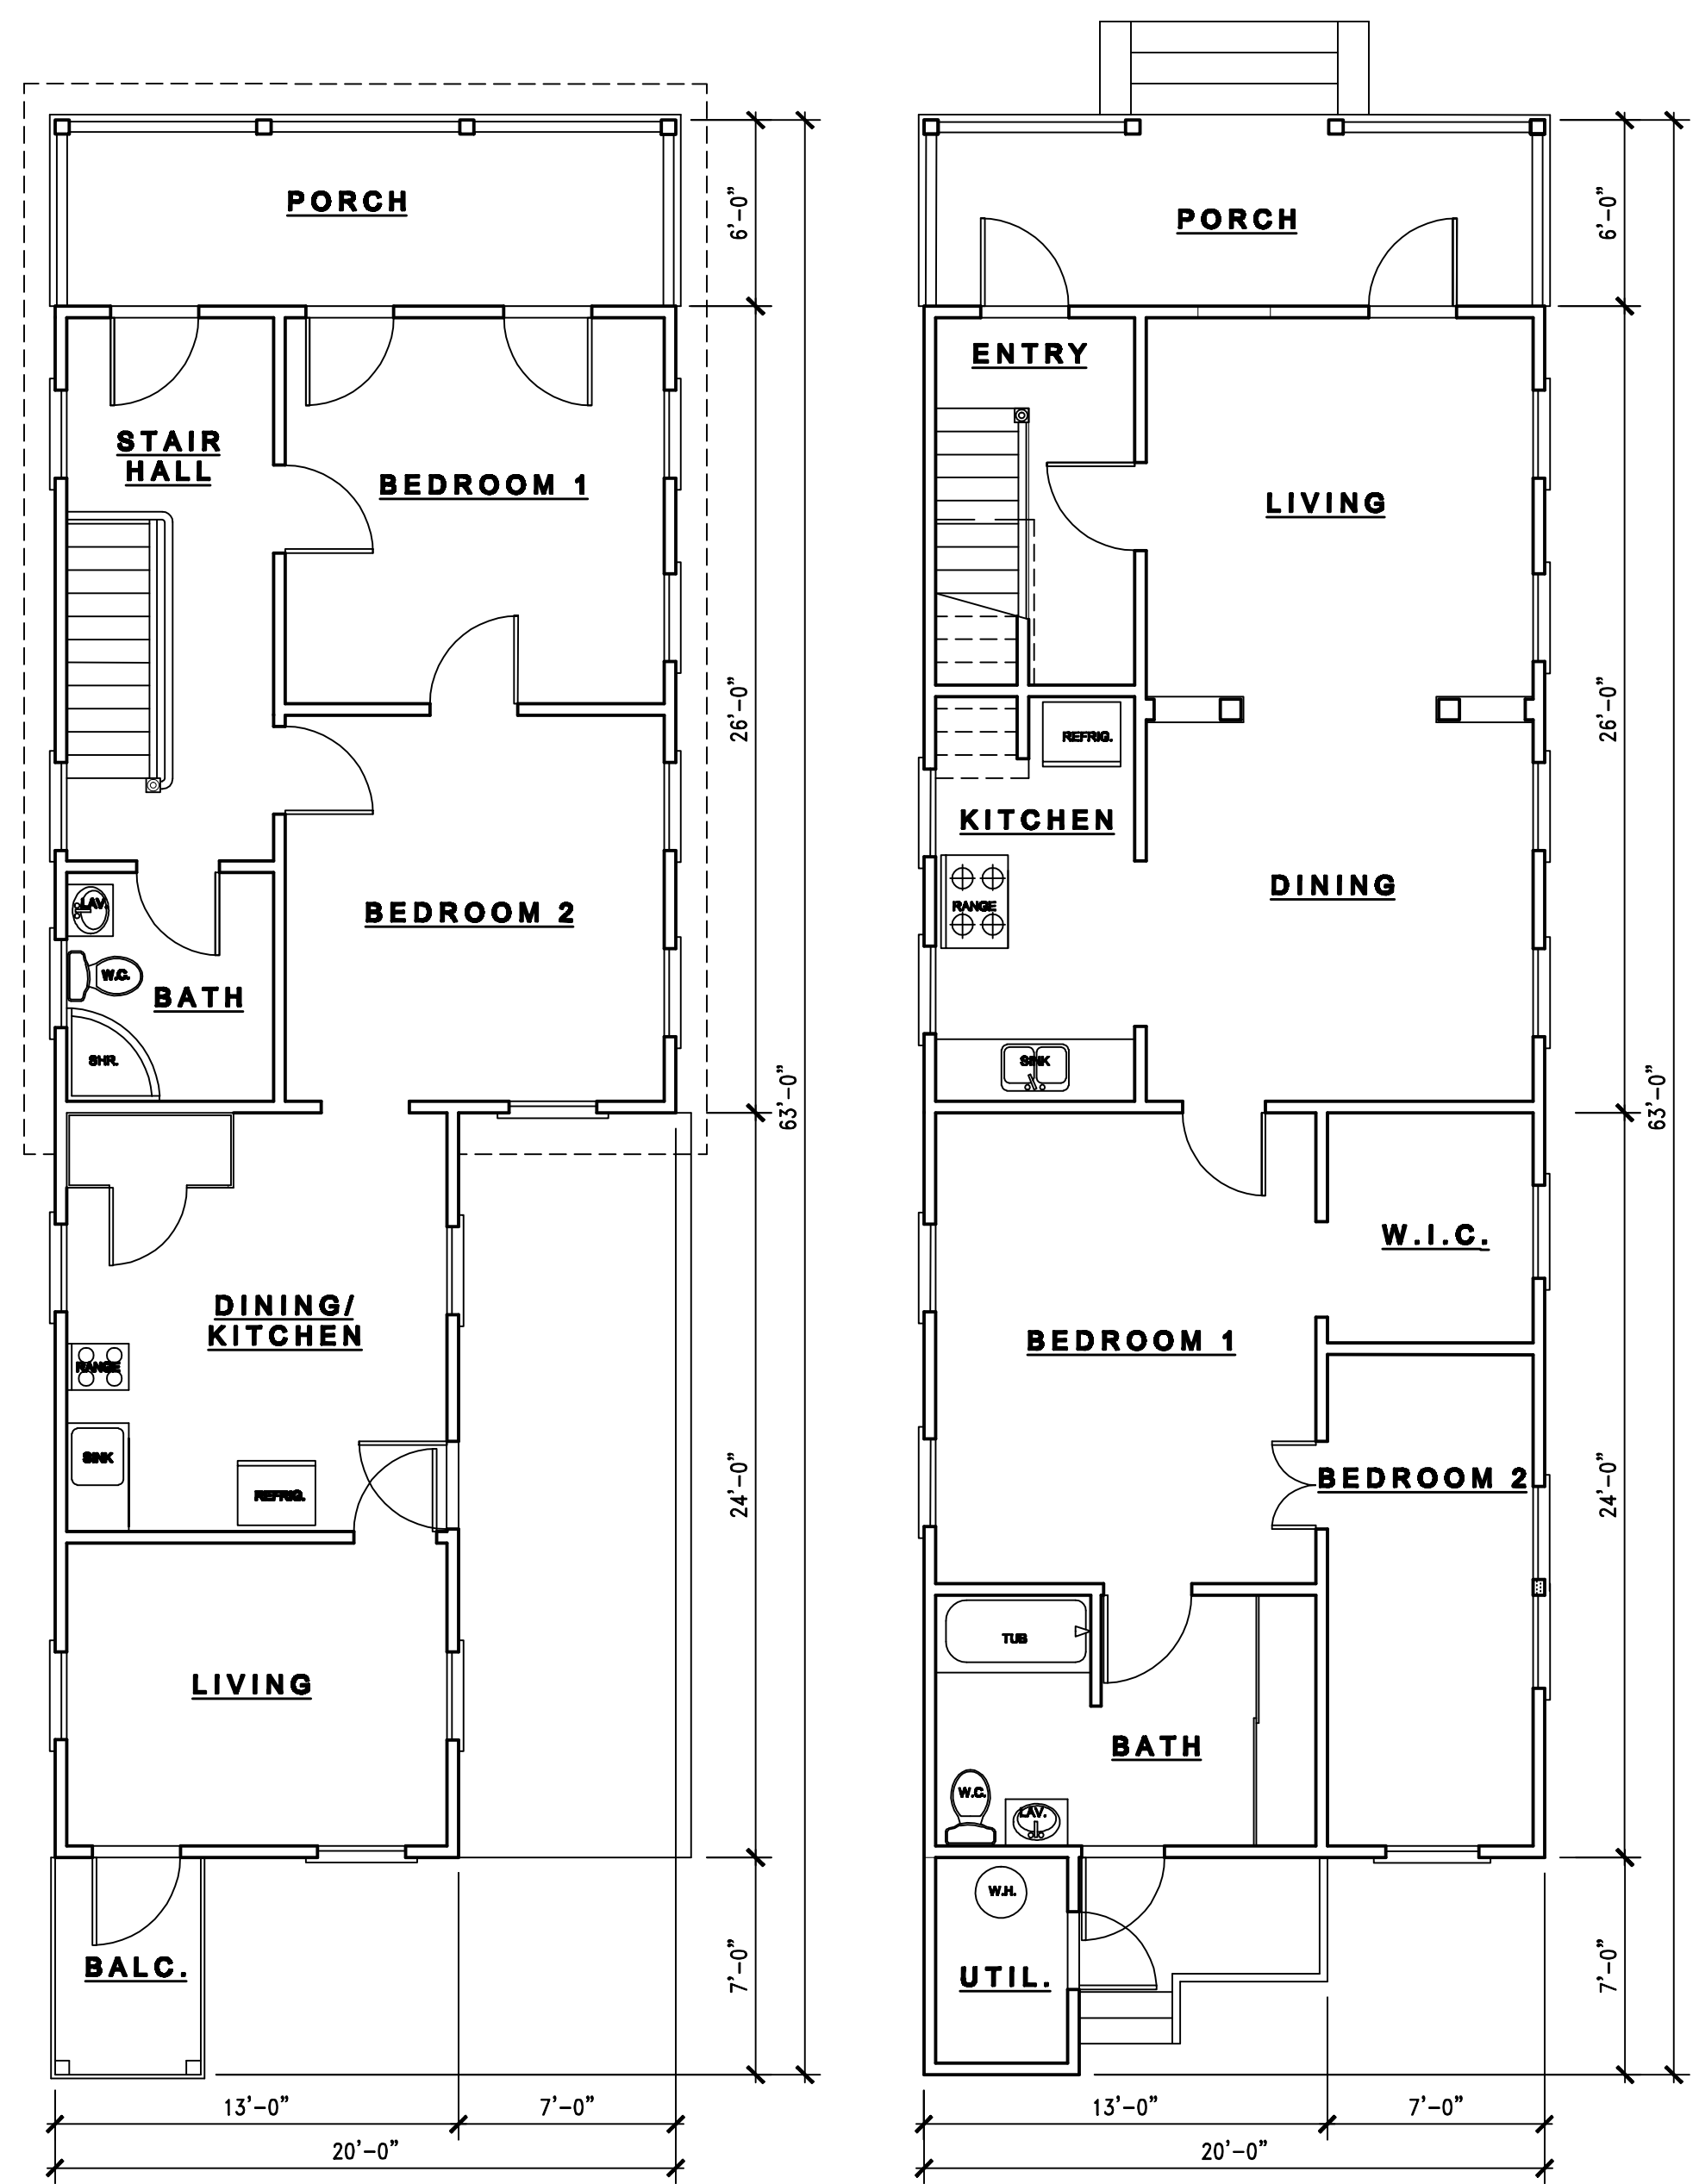 PORCH
6'-0"
STAIR
HALL
BEDROOM 1
26'-0"
LAV.
BEDROOM 2
W.C.
BATH
SHR.
63'-0"
DINING/
KITCHEN
RANGE
SINK
REFRIG.
24'-0"
LIVING
BALC.
7'-0"
13'-0"
7'-0"
20'-0"
PORCH
6'-0"
ENTRY
LIVING
26'-0"
REFRIG.
KITCHEN
DINING
RANGE
SINK
63'-0"
W.I.C.
BEDROOM 1
BEDROOM 2
24'-0"
TUB
BATH
W.C.
LAV.
W.H.
UTIL.
7'-0"
13'-0"
7'-0"
20'-0"